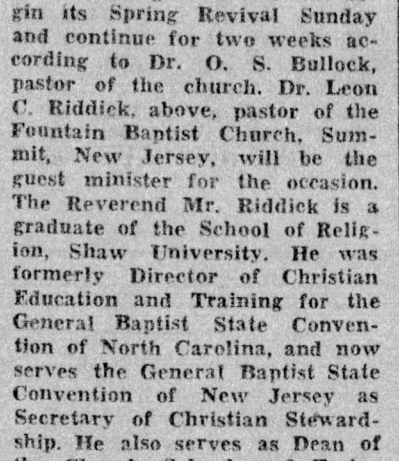 gin its Spring Revival Sunday
and continue for two weeks ac-
cording to Dr. O. S. Bullock,
pastor of the church. Dr. Leon
C. Riddick, above, pastor of the
Fountain Baptist Church, Sum-
mit, New Jersey, will be the
guest minister for the occasion.
The Reverend Mr. Riddick is a
graduate of the School of Relig-
ion, Shaw University. He was
formerly Director of Christian
Education and Training for the
General Baptist State Conven-
tion of North Carolina, and now
serves the General Baptist State
Convention of New Jersey as
Secretary of Christian Steward-
ship. He also serves as Dean of